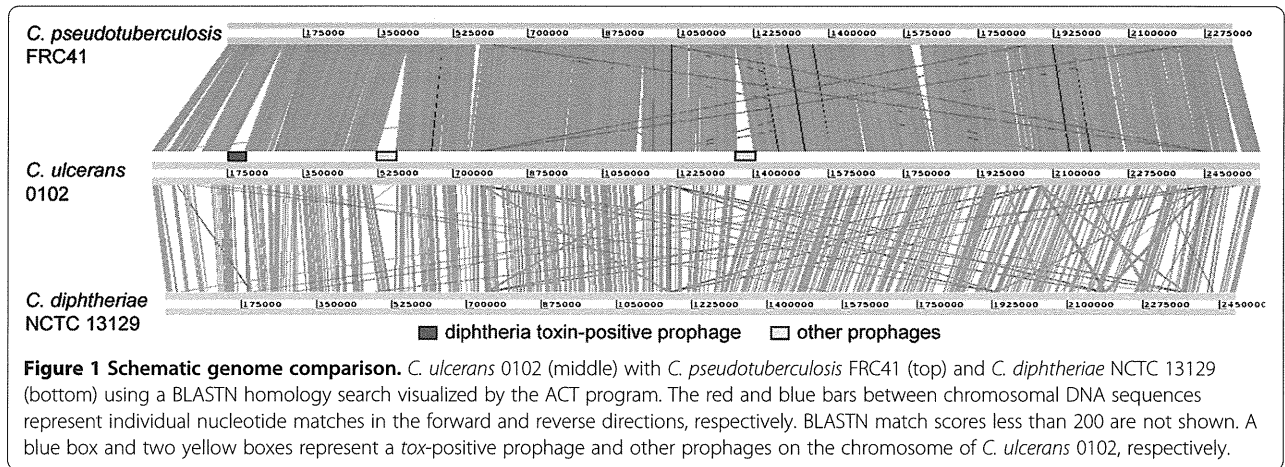 C. pseudotuberculosis
FRC41
175000 350000 525000 700000 875000 1050000 1225000 1400000 1575000 1750000 1925000 2100000 2275000
C. ulcerans
0102
175000 350000 525000 700000 875000 1050000 1225000 1400000 1575000 1750000 1925000 2100000 2275000 2450000
C. diphtheriae
NCTC 13129
175000 350000 525000 700000 875000 1050000 1225000 1400000 1575000 1750000 1925000 2100000 2275000 2450000
diphtheria toxin-positive prophage other prophages
Figure 1 Schematic genome comparison. C. ulcerans 0102 (middle) with C. pseudotuberculosis FRC41 (top) and C. diphtheriae NCTC 13129
(bottom) using a BLASTN homology search visualized by the ACT program. The red and blue bars between chromosomal DNA sequences
represent individual nucleotide matches in the forward and reverse directions, respectively. BLASTN match scores less than 200 are not shown. A
blue box and two yellow boxes represent a tox-positive prophage and other prophages on the chromosome of C. ulcerans 0102, respectively.